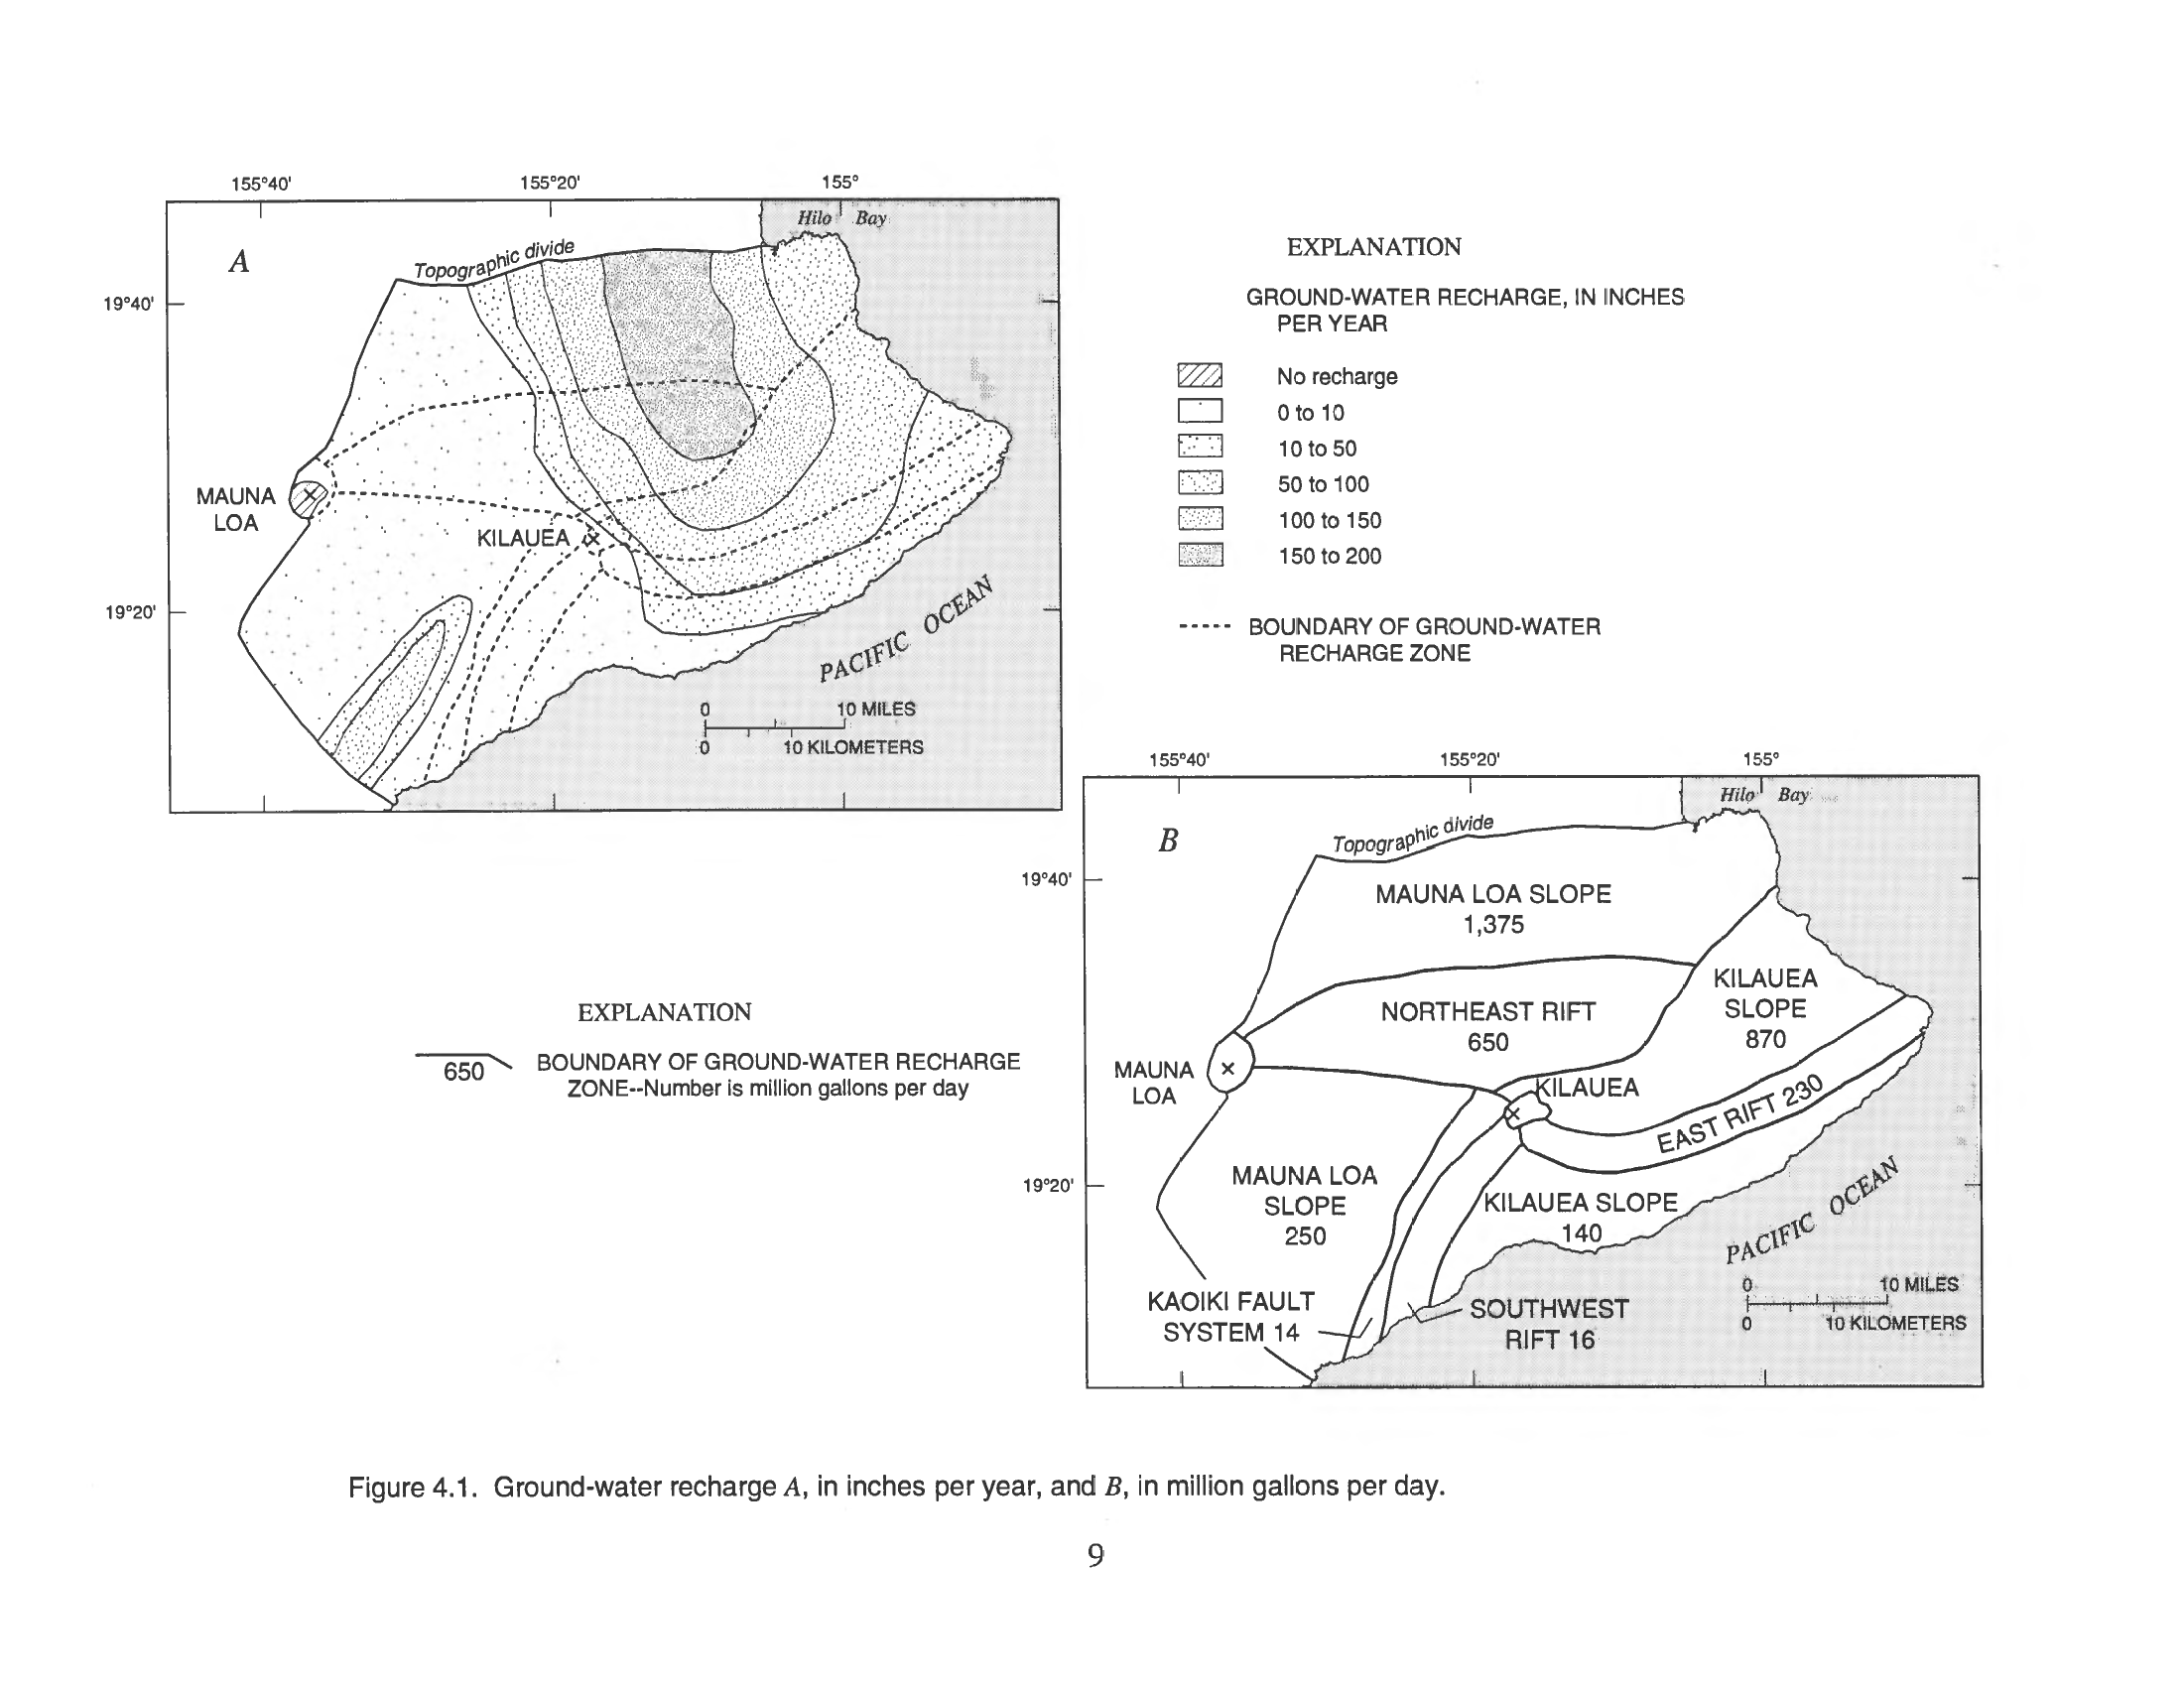 155°40'
155°20'
155°
Hilo Bay
A
Topographic divide
19°40'
MAUNA
LOA
KILAUEA
19°20'
PACIFIC OCEAN
0 10 MILES
0 10 KILOMETERS
EXPLANATION
GROUND-WATER RECHARGE, IN INCHES
PER YEAR
No recharge
0 to 10
10 to 50
50 to 100
100 to 150
150 to 200
BOUNDARY OF GROUND-WATER
RECHARGE ZONE
155°40'
155°20'
155°
Hilo Bay
B
Topographic divide
19°40'
MAUNA LOA SLOPE
1,375
KILAUEA
SLOPE
870
NORTHEAST RIFT
650
MAUNA
LOA
KILAUEA
EAST RIFT 230
MAUNA LOA
SLOPE
250
19°20'
KILAUEA SLOPE
140
PACIFIC OCEAN
0 10 MILES
0 10 KILOMETERS
KAOIKI FAULT
SYSTEM 14
SOUTHWEST
RIFT 16
EXPLANATION
650
BOUNDARY OF GROUND-WATER RECHARGE
ZONE--Number is million gallons per day
Figure 4.1. Ground-water recharge A, in inches per year, and B, in million gallons per day.
9